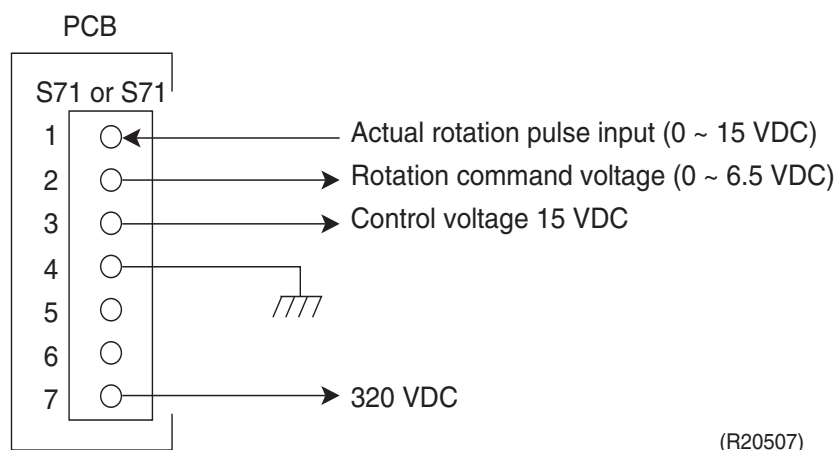 PCB
S71 or S71
1 Actual rotation pulse input (0 ~ 15 VDC)
2 Rotation command voltage (0 ~ 6.5 VDC)
3 Control voltage 15 VDC
4
5
6
7 320 VDC
(R20507)